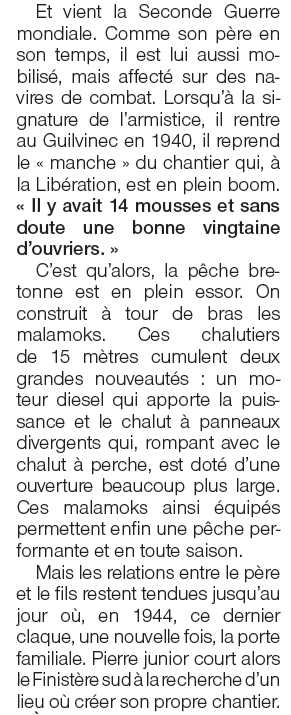 Et vient la Seconde Guerre
mondiale. Comme son père en
son temps, il est lui aussi mo-
bilisé, mais affecté sur des na-
vires de combat. Lorsqu'à la si-
gnature de l'armistice, il rentre
au Guilvinec en 1940, il reprend
le « manche » du chantier qui, à
la Libération, est en plein boom.
« Il y avait 14 mousses et sans
doute une bonne vingtaine
d'ouvriers. »
C'est qu'alors, la pêche bre-
tonne est en plein essor. On
construit à tour de bras les
malamoks. Ces chalutiers
de 15 mètres cumulent deux
grandes nouveautés : un mo-
teur diesel qui apporte la puis-
sance et le chalut à panneaux
divergents qui, rompant avec le
chalut à perche, est doté d'une
ouverture beaucoup plus large.
Ces malamoks ainsi équipés
permettent enfin une pêche per-
formante et en toute saison.
Mais les relations entre le père
et le fils restent tendues jusqu'au
jour où, en 1944, ce dernier
claque, une nouvelle fois, la porte
familiale. Pierre junior court alors
le Finistère sud à la recherche d'un
lieu où créer son propre chantier.